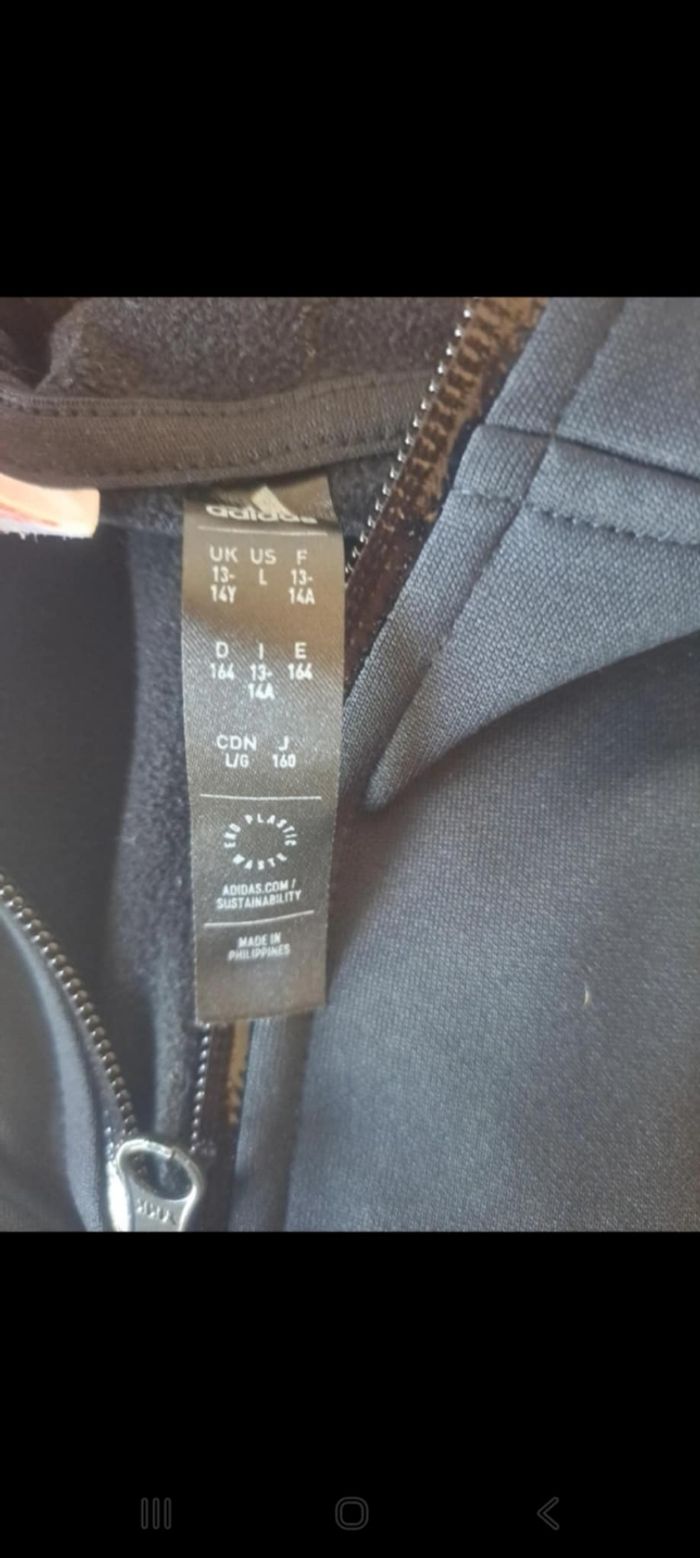 adidas
UK US F
13- L 13-
14Y 14A
D I E
164 13- 164
14A
CDN J
L/G 160
END PLASTIC WASTE
ADIDAS.COM/
SUSTAINABILITY
MADE IN
PHILIPPINES
YKK